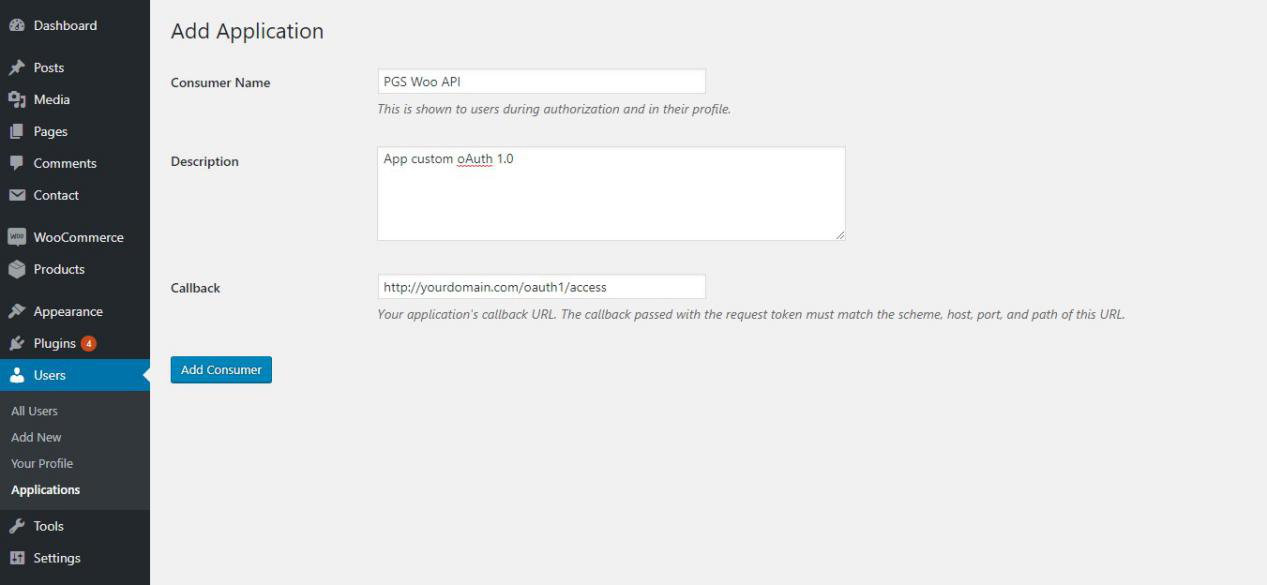 Dashboard
Posts
Media
Pages
Comments
Contact
Woo WooCommerce
Products
Appearance
Plugins 4
Users
All Users
Add New
Your Profile
Applications
Tools
Settings
Add Application
Consumer Name
PGS Woo API
This is shown to users during authorization and in their profile.
Description
App custom oAuth 1.0
Callback
http://yourdomain.com/oauth1/access
Your application's callback URL. The callback passed with the request token must match the scheme, host, port, and path of this URL.
Add Consumer